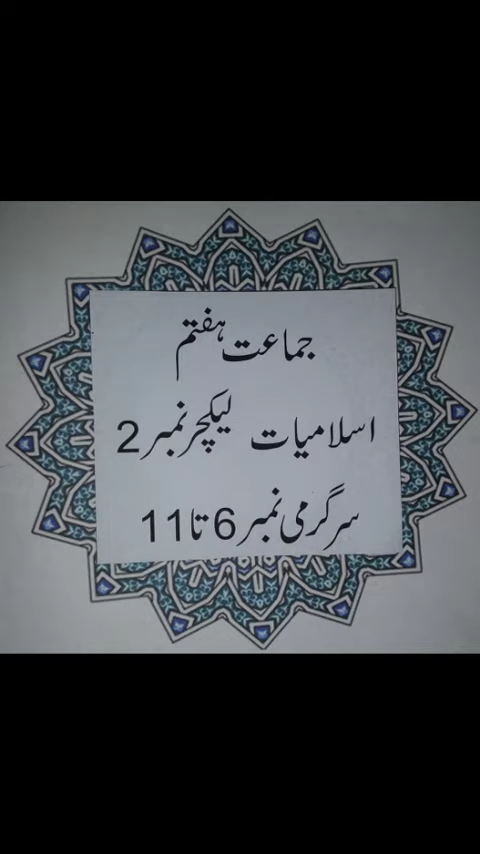 جماعت ہفتم
اسلامیات لیکچر نمبر 2
سرگرمی نمبر 6 تا 11